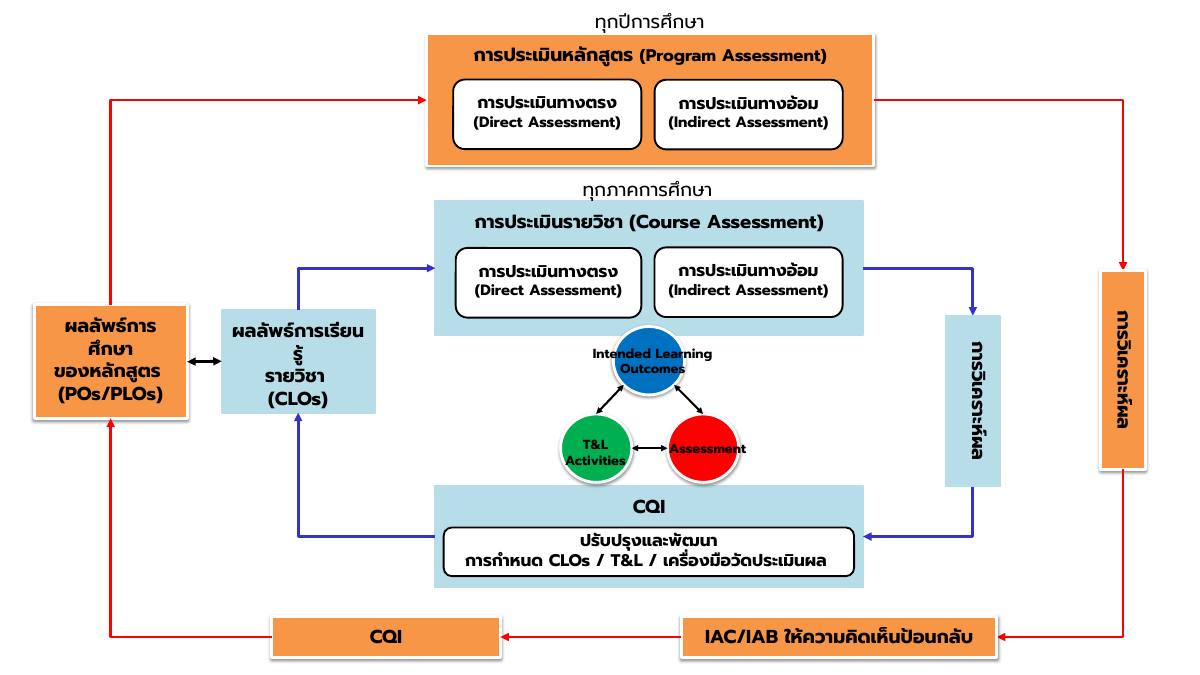 ทุกปีการศึกษา
การประเมินหลักสูตร (Program Assessment)
การประเมินทางตรง
(Direct Assessment)
การประเมินทางอ้อม
(Indirect Assessment)
ทุกภาคการศึกษา
การประเมินรายวิชา (Course Assessment)
การประเมินทางตรง
(Direct Assessment)
การประเมินทางอ้อม
(Indirect Assessment)
ผลลัพธ์การ
ศึกษา
ของหลักสูตร
(POs/PLOs)
ผลลัพธ์การเรียน
รู้
รายวิชา
(CLOs)
Intended Learning
Outcomes
T&L
Activities
Assessment
การวิเคราะห์ผล
การวิเคราะห์ผล
CQI
ปรับปรุงและพัฒนา
การกำหนด CLOs / T&L / เครื่องมือวัดประเมินผล
CQI
IAC/IAB ให้ความคิดเห็นป้อนกลับ